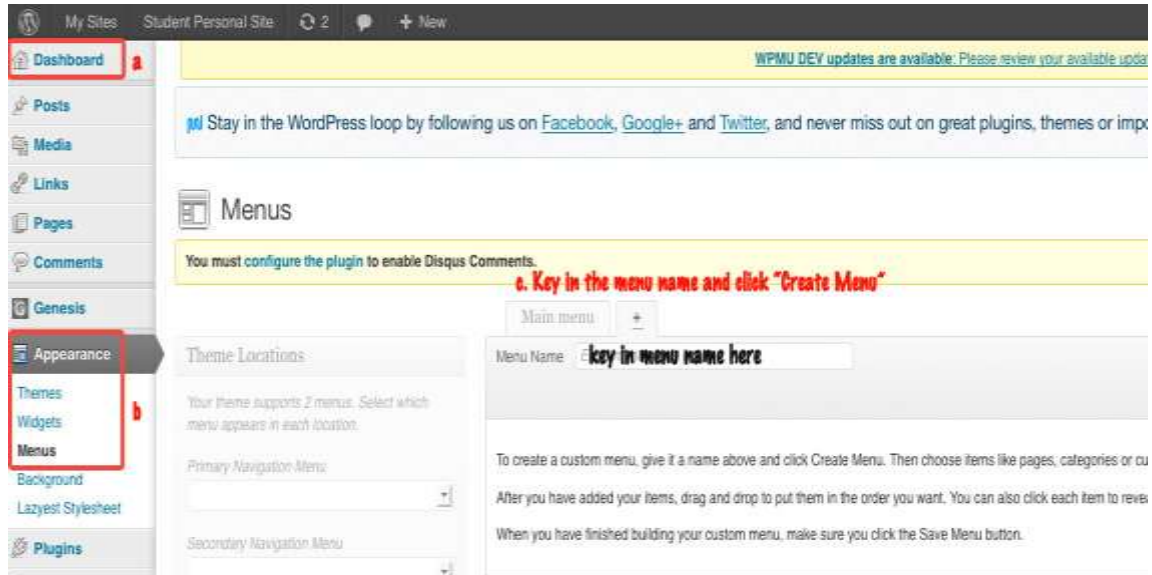 My Sites Student Personal Site 2 + New
Dashboard a
WPMU DEV updates are available: Please review your available upda
Posts
Stay in the WordPress loop by following us on Facebook, Google+ and Twitter, and never miss out on great plugins, themes or impo
Media
Links
Menus
Pages
Comments
You must configure the plugin to enable Disqus Comments.
c. Key in the menu name and click "Create Menu"
Genesis
Main menu +
Appearance
Theme Locations
Menu Name key in menu name here
Themes
Your theme supports 2 menus. Select which
menu appears in each location.
Widgets
b
Menus
Primary Navigation Menu
To create a custom menu, give it a name above and click Create Menu. Then choose items like pages, categories or cu
Background
After you have added your items, drag and drop to put them in the order you want. You can also click each item to revea
Lazyest Stylesheet
When you have finished building your custom menu, make sure you click the Save Menu button.
Secondary Navigation Menu
Plugins